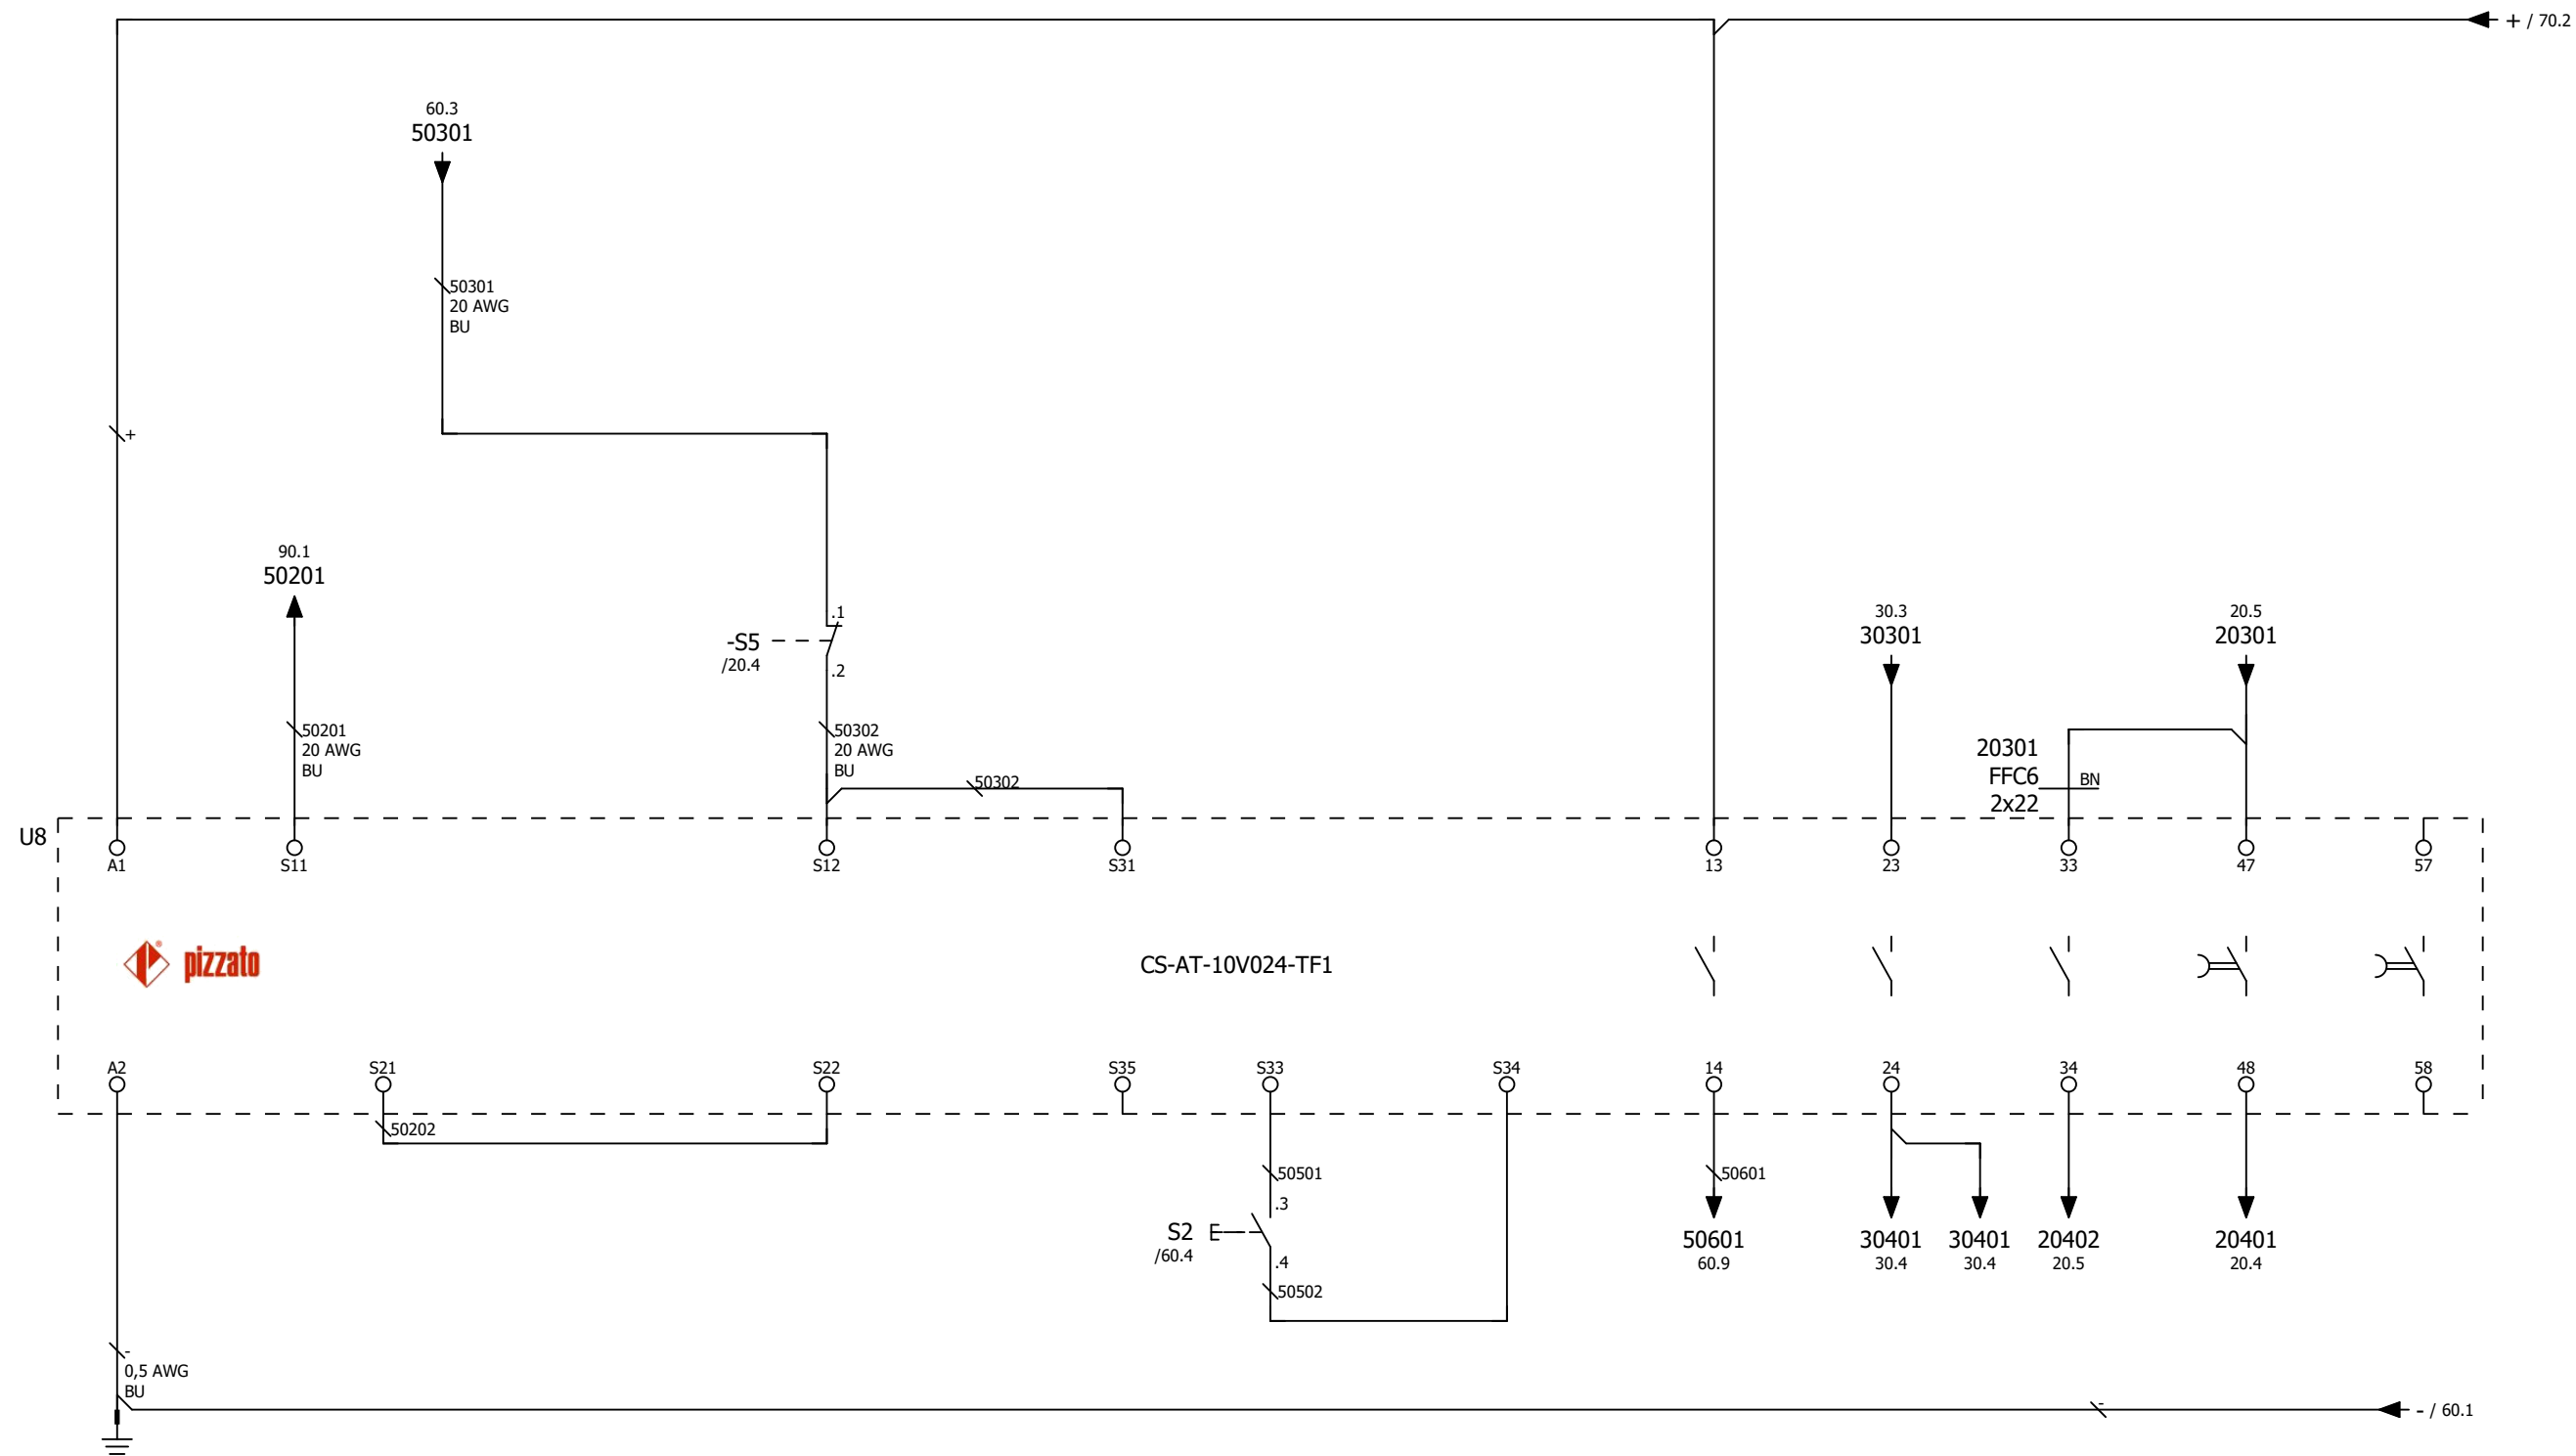 + / 70.2
60.3
50301
50301
20 AWG
BU
+
90.1
50201
.1
-S5
/20.4
.2
30.3
30301
20.5
20301
50201
20 AWG
BU
50302
20 AWG
BU
50302
20301
FFC6
2x22
BN
U8
A1
S11
S12
S31
13
23
33
47
57
®
pizzato
CS-AT-10V024-TF1
A2
S21
S22
S35
S33
S34
14
24
34
48
58
50202
50501
50601
.3
S2
/60.4
.4
50502
50601
60.9
30401
30.4
30401
30.4
20402
20.5
20401
20.4
-
0,5 AWG
BU
-
- / 60.1